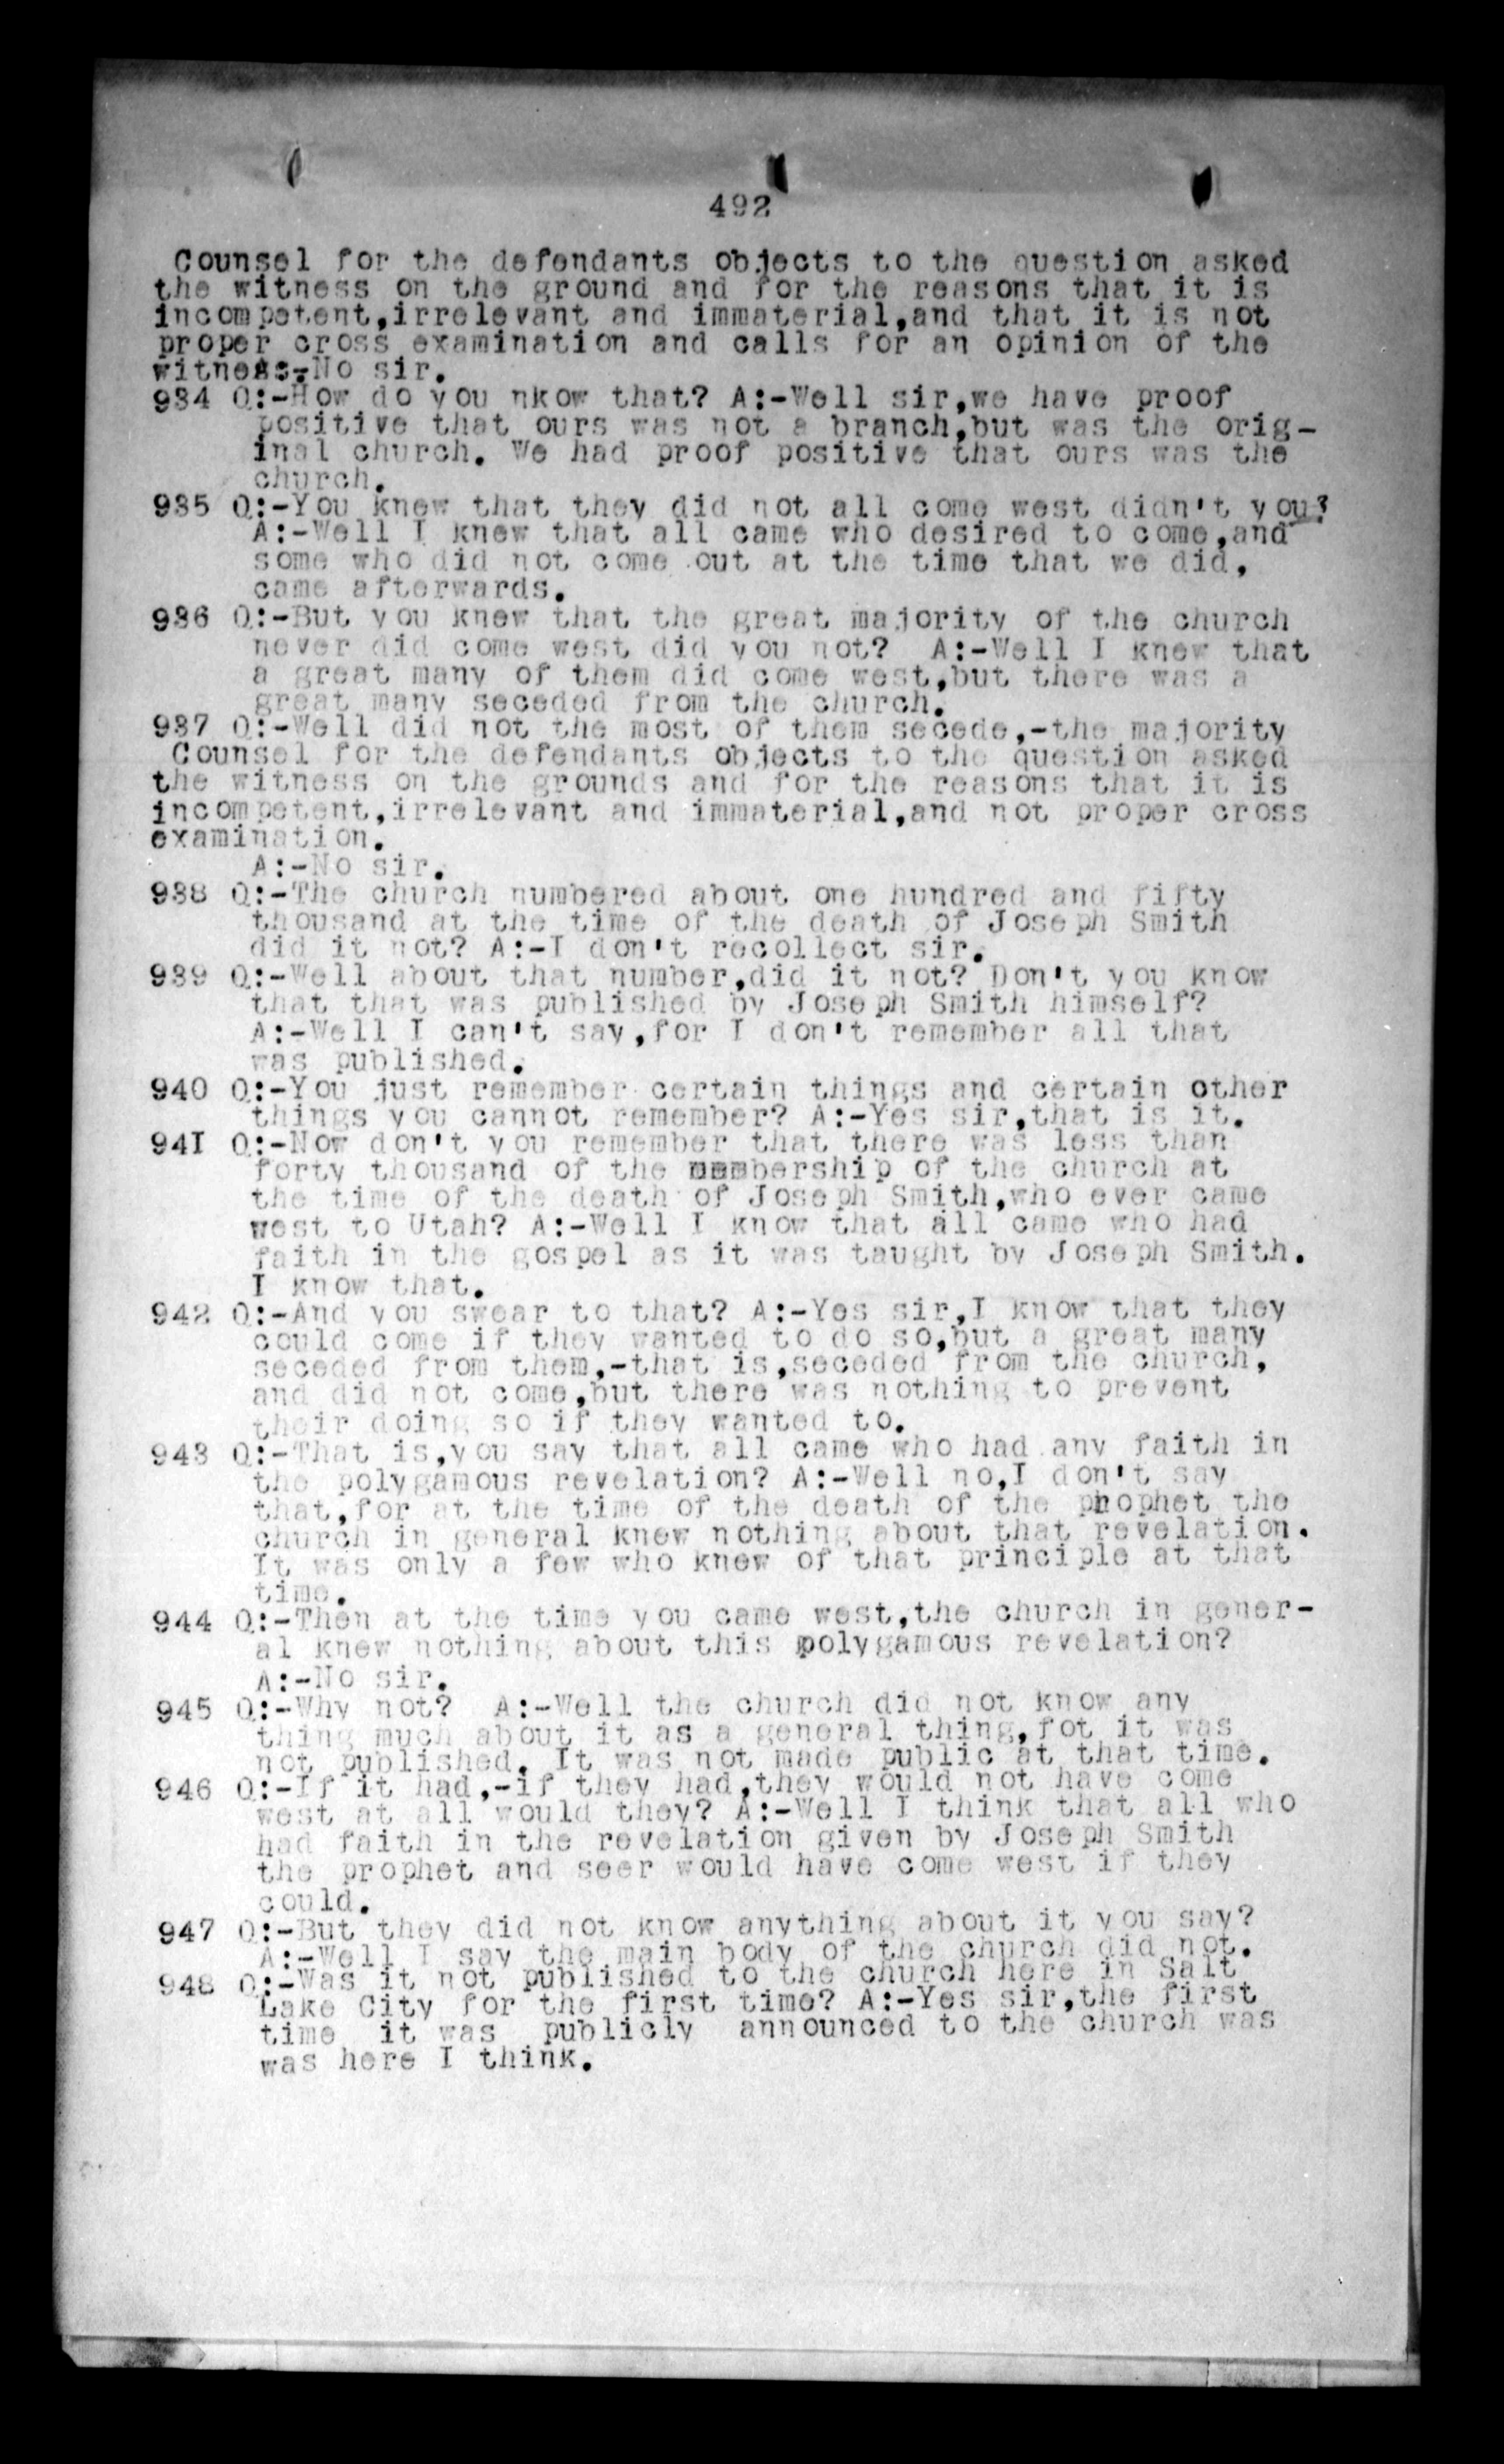 492
Counsel for the defendants objects to the question asked
the witness on the ground and for the reasons that it is
incompetent,irrelevant and immaterial,and that it is not
proper cross examination and calls for an opinion of the
witness:-No sir.
934 Q:-How do you nkow that? A:-Well sir,we have proof
positive that ours was not a branch,but was the orig-
inal church. We had proof positive that ours was the
church.
935 Q:-You knew that they did not all come west didn't you?
A:-Well I knew that all came who desired to come,and
some who did not come out at the time that we did,
came afterwards.
936 Q:-But you knew that the great majority of the church
never did come west did you not? A:-Well I knew that
a great many of them did come west,but there was a
great many seceded from the church.
937 Q:-Well did not the most of them secede,-the majority
Counsel for the defendants objects to the question asked
the witness on the grounds and for the reasons that it is
incompetent,irrelevant and immaterial,and not proper cross
examination.
A:-No sir.
938 Q:-The church numbered about one hundred and fifty
thousand at the time of the death of Joseph Smith
did it not? A:-I don't recollect sir.
939 Q:-Well about that number,did it not? Don't you know
that that was published by Joseph Smith himself?
A:-Well I can't say,for I don't remember all that
was published.
940 Q:-You just remember certain things and certain other
things you cannot remember? A:-Yes sir,that is it.
941 Q:-Now don't you remember that there was less than
forty thousand of the membership of the church at
the time of the death of Joseph Smith,who ever came
west to Utah? A:-Well I know that all came who had
faith in the gospel as it was taught by Joseph Smith.
I know that.
942 Q:-And you swear to that? A:-Yes sir,I know that they
could come if they wanted to do so,but a great many
seceded from them,-that is,seceded from the church,
and did not come,but there was nothing to prevent
their doing so if they wanted to.
943 Q:-That is,you say that all came who had any faith in
the polygamous revelation? A:-Well no,I don't say
that,for at the time of the death of the prophet the
church in general knew nothing about that revelation.
It was only a few who knew of that principle at that
time.
944 Q:-Then at the time you came west,the church in gener-
al knew nothing about this polygamous revelation?
A:-No sir.
945 Q:-Why not? A:-Well the church did not know any
thing much about it as a general thing,fot it was
not published. It was not made public at that time.
946 Q:-If it had,-if they had,they would not have come
west at all would they? A:-Well I think that all who
had faith in the revelation given by Joseph Smith
the prophet and seer would have come west if they
could.
947 Q:-But they did not know anything about it you say?
A:-Well I say the main body of the church did not.
948 Q:-Was it not published to the church here in Salt
Lake City for the first time? A:-Yes sir,the first
time it was publicly announced to the church was
was here I think.